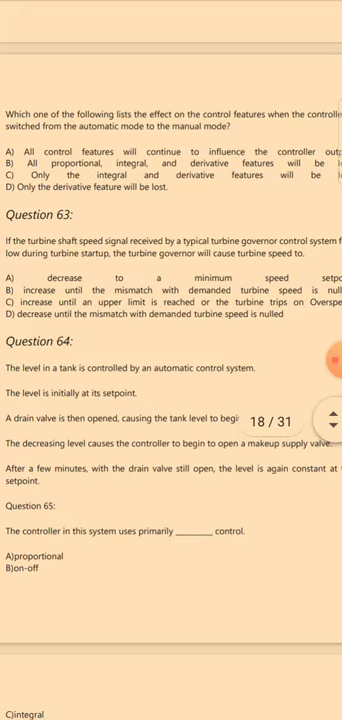 Which one of the following lists the effect on the control features when the
switched from the automatic mode to the manual mode?
A) All control features will continue to influence the controller
B) All proportional, integral, and derivative features will be
C) Only the integral and derivative features will be
D) Only the derivative feature will be lost.
Question 63:
If the turbine shaft speed signal received by a typical turbine governor control system
low during turbine startup, the turbine governor will cause turbine speed to.
A) decrease to a minimum speed
B) increase until the mismatch with demanded turbine speed is
C) increase until an upper limit is reached or the turbine trips on
D) decrease until the mismatch with demanded turbine speed is nulled
Question 64:
The level in a tank is controlled by an automatic control system.
The level is initially at its setpoint.
A drain valve is then opened, causing the tank level to
18 / 31
The decreasing level causes the controller to begin to open a makeup supply valve.
After a few minutes, with the drain valve still open, the level is again constant at
setpoint.
Question 65:
The controller in this system uses primarily ________ control.
A)proportional
B)on-off
C)integral